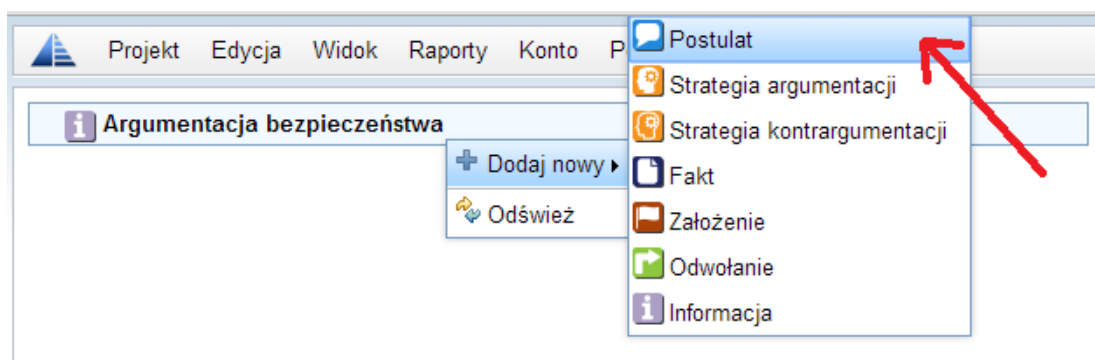 Projekt Edycja Widok Raporty Konto P
Argumentacja bezpieczeństwa
Dodaj nowy
Odśwież
Postulat
Strategia argumentacji
Strategia kontrargumentacji
Fakt
Założenie
Odwołanie
Informacja